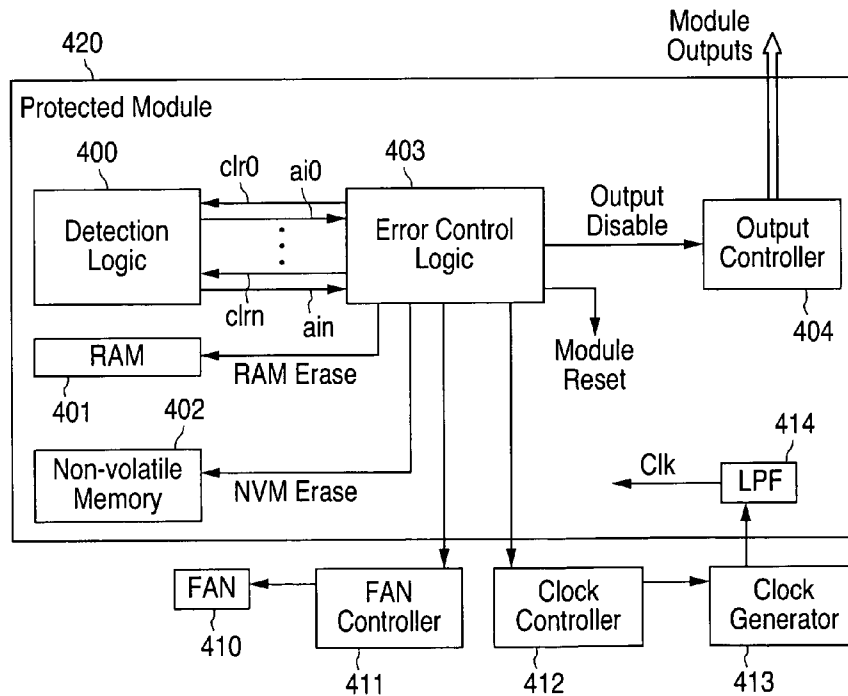 Module
Outputs
420
Protected Module
400
clr0
ai0
403
Detection
Logic
Error Control
Logic
Output
Disable
Output
Controller
clrn
ain
404
RAM
RAM Erase
Module
Reset
401
402
414
Non-volatile
Memory
NVM Erase
Clk
LPF
FAN
FAN
Controller
Clock
Controller
Clock
Generator
410
411
412
413